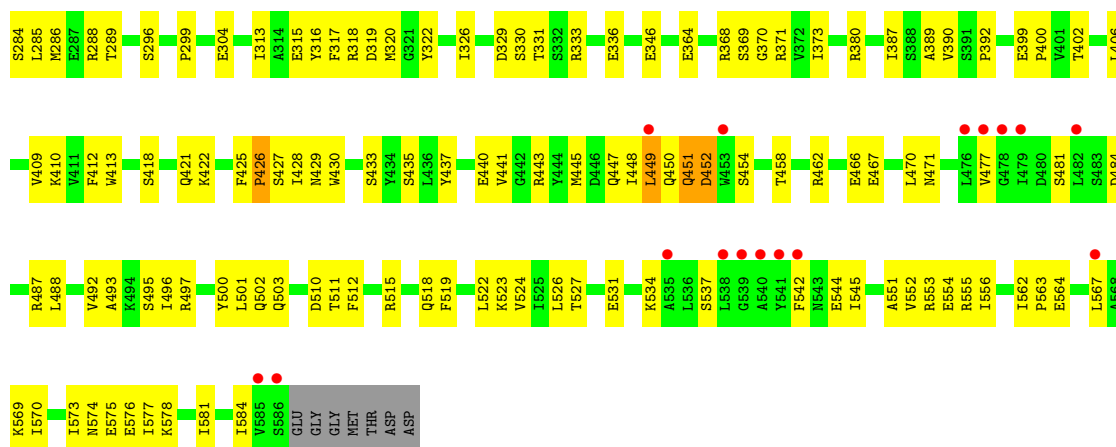 S284 L285 M286 E287 R288 T289 S296 P299 E304 I313 A314 E315 Y316 F317 R318 D319 M320 G321 Y322 I326 D329 S330 T331 S332 R333 E336 E346 E364 R368 S369 G370 R371 V372 I373 R380 I387 S388 A389 V390 S391 P392 E399 P400 V401 T402 L406
V409 K410 V411 F412 W413 S418 Q421 K422 F425 P426 S427 I428 N429 W430 S433 Y434 S435 L436 Y437 E440 V441 G442 R443 Y444 M445 D446 Q447 I448 L449 Q450 Q451 D452 W453 S454 T458 R462 E466 E467 L470 N471 L476 V477 G478 I479 D480 S481 L482 S483 D484
R487 L488 V492 A493 K494 S495 I496 R497 Y500 L501 Q502 Q503 D510 T511 F512 R515 Q518 F519 L522 K523 V524 I525 L526 T527 E531 K534 A535 L536 S537 L538 G539 A540 Y541 F542 N543 E544 I545 A551 V552 R553 E554 R555 I556 I562 P563 E564 L567 A568
K569 I570 I573 N574 E575 E576 I577 K578 I581 I584 V585 S586 GLU GLY GLY MET THR ASP ASP